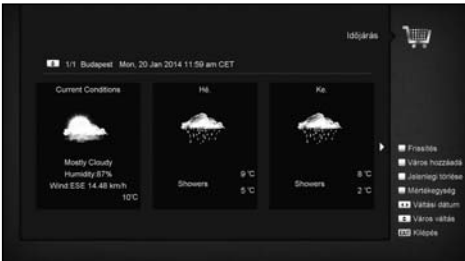 Időjárás
1/1 Budapest Mon, 20 Jan 2014 11:59 am CET
Current Conditions
Mostly Cloudy
Humidity:87%
Wind:ESE 14.48 km/h
10℃
Hé.
Showers
9 ℃
5 ℃
Ke.
Showers
8 ℃
2 ℃
Frissítés
Város hozzáadá
Jelenlegi törlése
Mértékegység
Váltási dátum
Város váltás
EXIT Kilépés